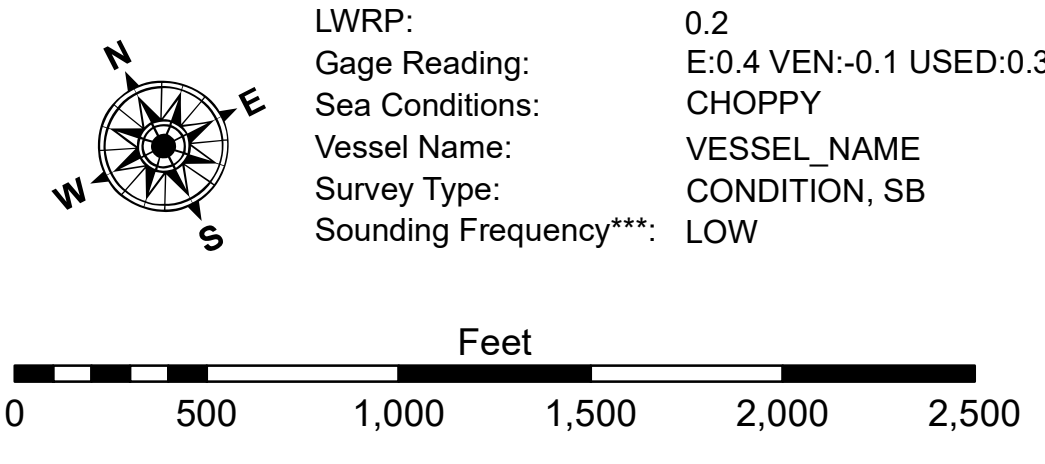 N
E
W
S
LWRP: 0.2
Gage Reading: E:0.4 VEN:-0.1 USED:0.3
Sea Conditions: CHOPPY
Vessel Name: VESSEL_NAME
Survey Type: CONDITION, SB
Sounding Frequency***: LOW
Feet
0 500 1,000 1,500 2,000 2,500